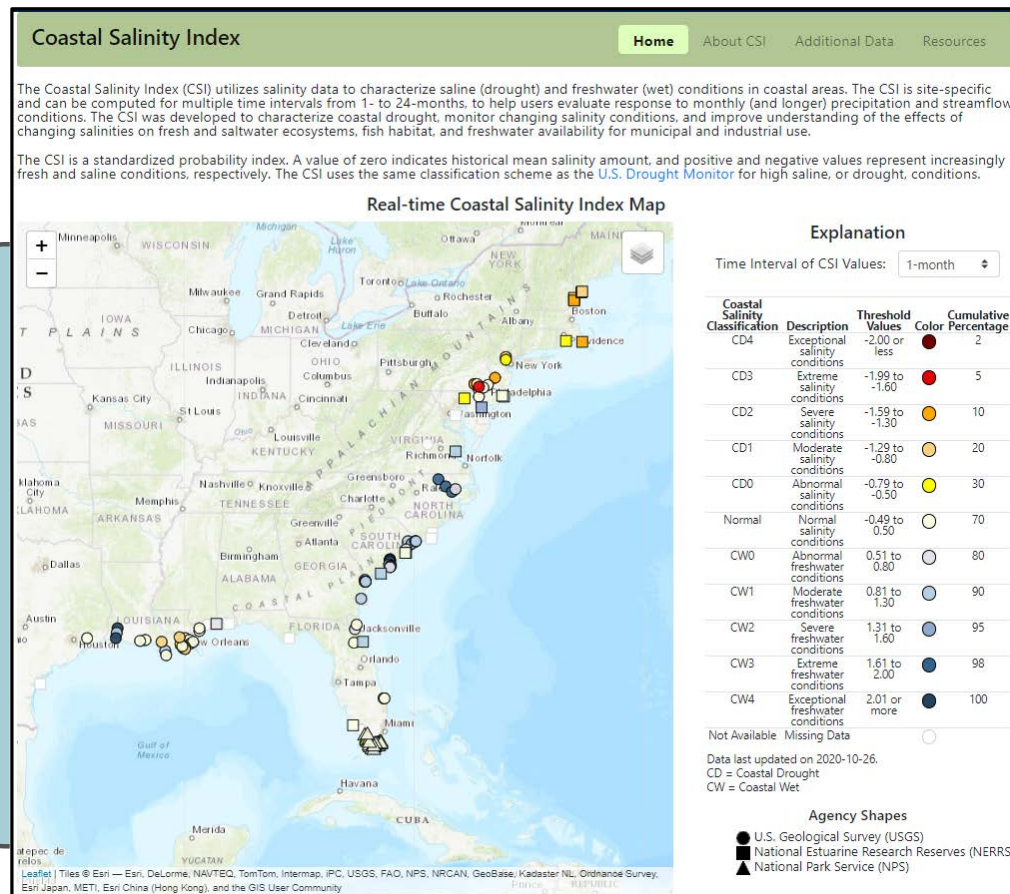 Coastal Salinity Index
Home About CSI Additional Data Resources
The Coastal Salinity Index (CSI) utilizes salinity data to characterize saline (drought) and freshwater (wet) conditions in coastal areas. The CSI is site-specific
and can be computed for multiple time intervals from 1- to 24-months, to help users evaluate response to monthly (and longer) precipitation and streamflow
conditions. The CSI was developed to characterize coastal drought, monitor changing salinity conditions, and improve understanding of the effects of
changing salinities on fresh and saltwater ecosystems, fish habitat, and freshwater availability for municipal and industrial use.
The CSI is a standardized probability index. A value of zero indicates historical mean salinity amount, and positive and negative values represent increasingly
fresh and saline conditions, respectively. The CSI uses the same classification scheme as the U.S. Drought Monitor for high saline, or drought, conditions.
Real-time Coastal Salinity Index Map
+
−
Minneapolis
WISCONSIN
Michigan
Lake
Huron
Ottawa
Montreal
NEW
YORK
Milwaukee
Grand Rapids
Toronto
Lake Ontario
Rochester
Buffalo
Albany
Boston
IOWA
PLAINS
Chicago
MICHIGAN
Detroit
Lake Erie
Cleveland
ILLINOIS
OHIO
Pittsburgh
New York
Indianapolis
Columbus
INDIANA
Cincinnati
Kansas City
St Louis
MISSOURI
Ohio
Louisville
KENTUCKY
APPALACHIAN MOUNTAINS
VIRGINIA
Norfolk
Nashville
Knoxville
Greensboro
Memphis
TENNESSEE
Charlotte
NORTH
CAROLINA
PIEDMONT
ARKANSAS
Greenville
Atlanta
SOUTH
Dallas
Birmingham
GEORGIA
ALABAMA
COASTAL PLAIN
Austin
LOUISIANA
Houston
FLORIDA
Jacksonville
Orlando
Tampa
Miami
Gulf of
Mexico
Havana
CUBA
Merida
YUCATAN
Leaflet | Tiles © Esri — Esri, DeLorme, NAVTEQ, TomTom, Intermap, iPC, USGS, FAO, NPS, NRCAN, GeoBase, Kadaster NL, Ordnance Survey,
Esri Japan, METI, Esri China (Hong Kong), and the GIS User Community
Explanation
Time Interval of CSI Values: 1-month
Coastal Salinity Classification Description Threshold Values Color Cumulative Percentage
CD4 Exceptional salinity conditions -2.00 or less 2
CD3 Extreme salinity conditions -1.99 to -1.60 5
CD2 Severe salinity conditions -1.59 to -1.30 10
CD1 Moderate salinity conditions -1.29 to -0.80 20
CD0 Abnormal salinity conditions -0.79 to -0.50 30
Normal Normal salinity conditions -0.49 to 0.50 70
CW0 Abnormal freshwater conditions 0.51 to 0.80 80
CW1 Moderate freshwater conditions 0.81 to 1.30 90
CW2 Severe freshwater conditions 1.31 to 1.60 95
CW3 Extreme freshwater conditions 1.61 to 2.00 98
CW4 Exceptional freshwater conditions 2.01 or more 100
Not Available Missing Data
Data last updated on 2020-10-26.
CD = Coastal Drought
CW = Coastal Wet
Agency Shapes
U.S. Geological Survey (USGS)
National Estuarine Research Reserves (NERRS
National Park Service (NPS)